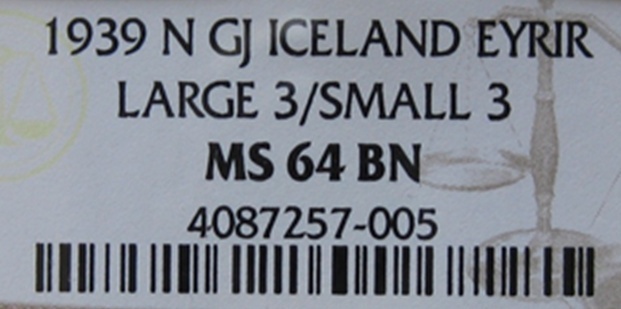 1939 N GJ ICELAND EYRIR
LARGE 3/SMALL 3
MS 64 BN
4087257-005